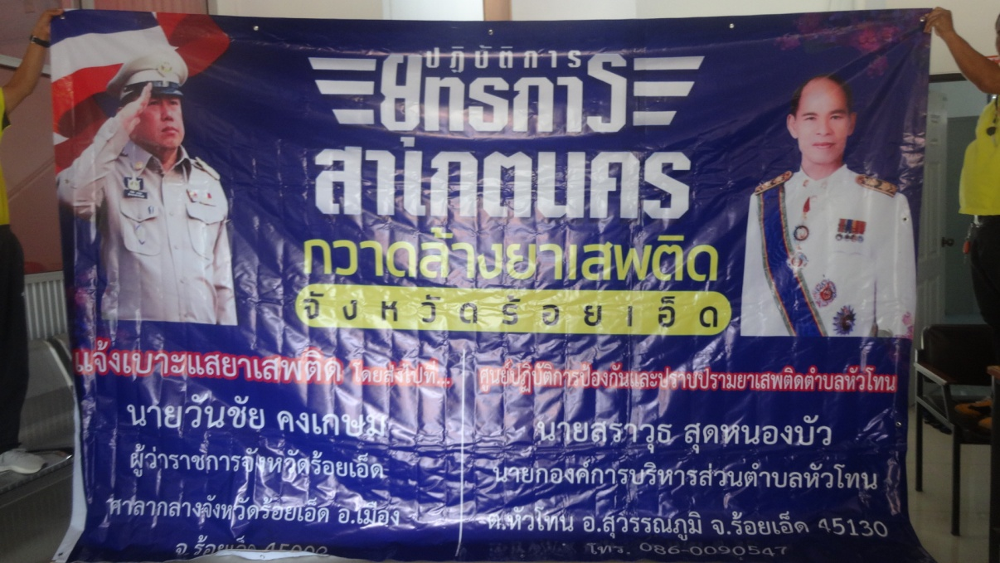 ปฏิบัติการ
ยุทธการ
สาเกตนคร
กวาดล้างยาเสพติด
จังหวัดร้อยเอ็ด
แจ้งเบาะแสยาเสพติด โดยส่งไปที่...
นายวันชัย คงเกษม
ผู้ว่าราชการจังหวัดร้อยเอ็ด
ศาลากลางจังหวัดร้อยเอ็ด อ.เมือง
จ.ร้อยเอ็ด 45000
ศูนย์ปฏิบัติการป้องกันและปราบปรามยาเสพติดตำบลหัวโทน
นายสราวุธ สุดหนองบัว
นายกองค์การบริหารส่วนตำบลหัวโทน
ต.หัวโทน อ.สุวรรณภูมิ จ.ร้อยเอ็ด 45130
โทร. 086-0090547